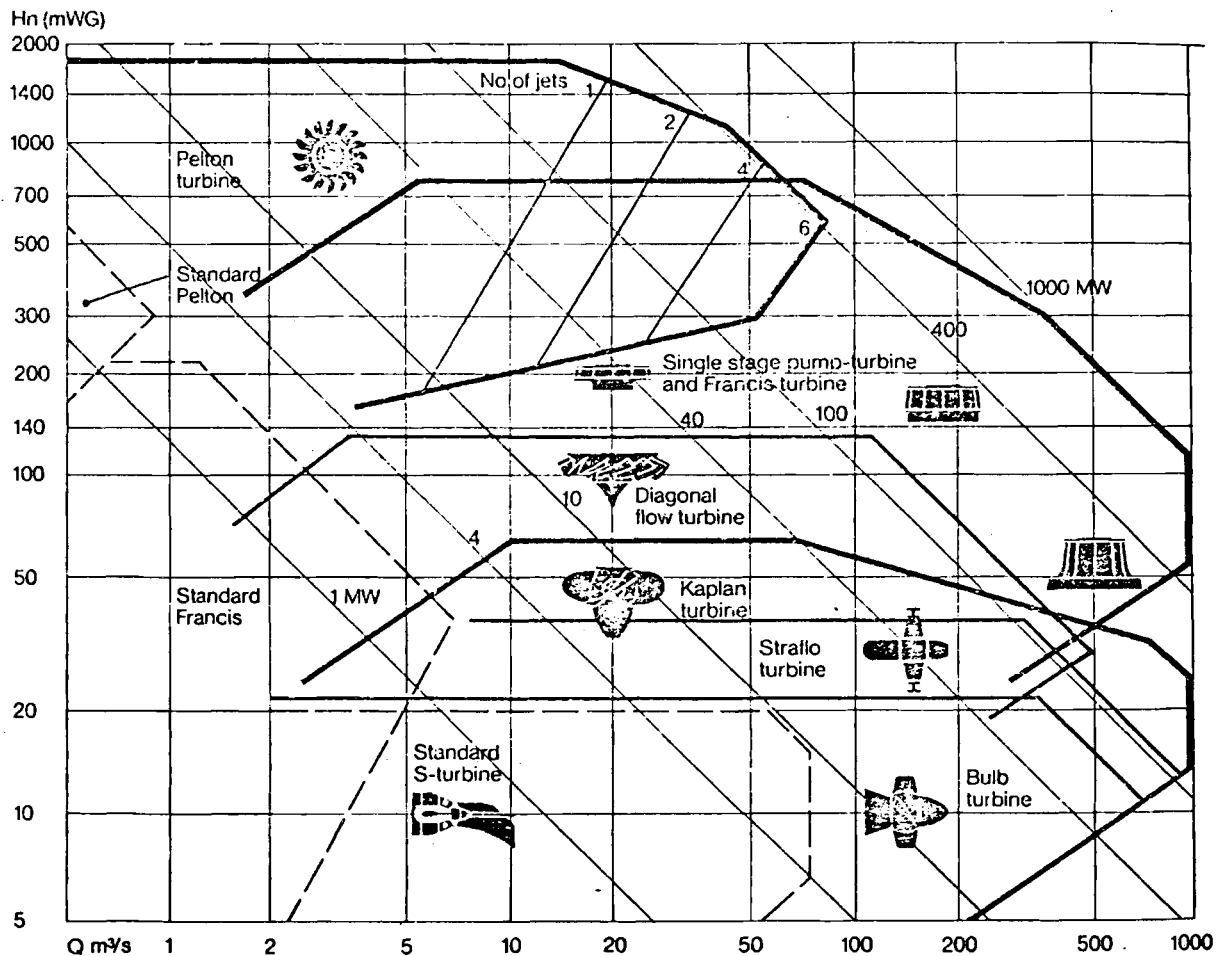 Hn (mWG)
2000
1400
1000
700
500
300
200
140
100
50
20
10
5
No of jets
1
2
4
6
Pelton
turbine
Standard
Pelton
1000 MW
400
Single stage pump-turbine
and Francis turbine
40
100
10
Diagonal
flow turbine
4
1 MW
Standard
Francis
Kaplan
turbine
Straflo
turbine
Standard
S-turbine
Bulb
turbine
Q m³/s
1
2
5
10
20
50
100
200
500
1000